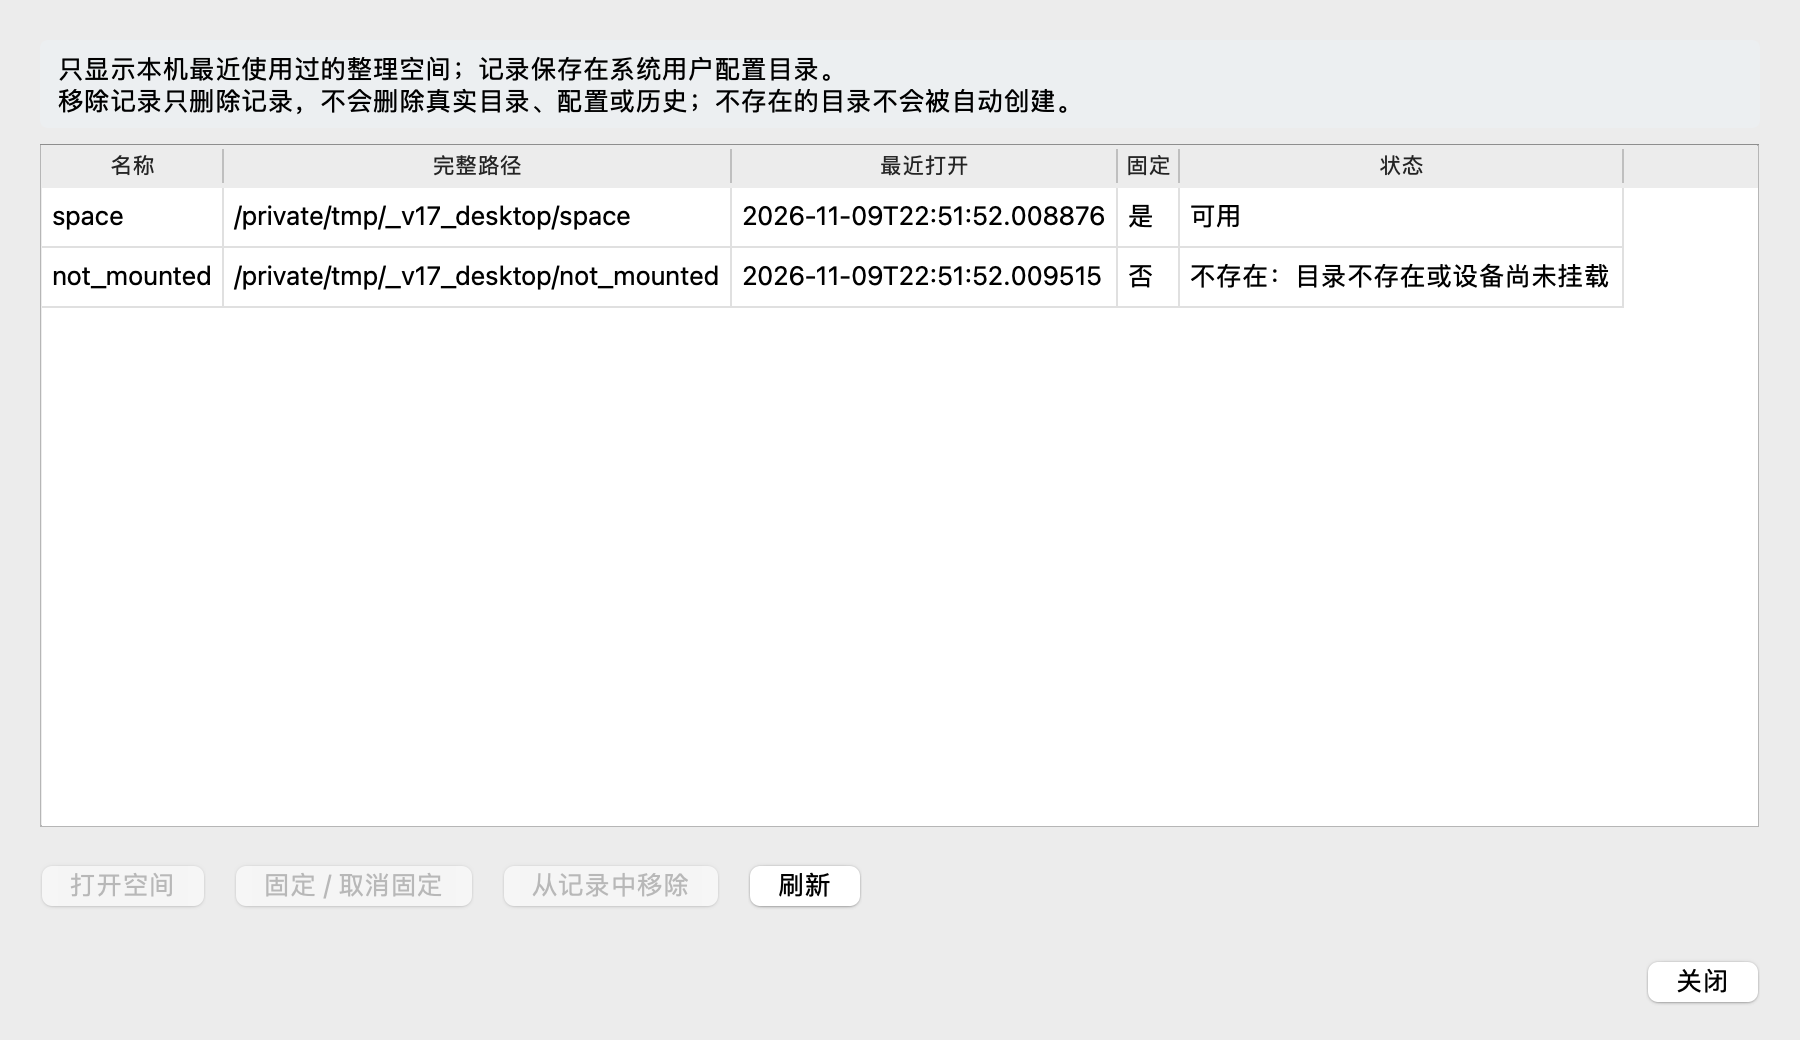 只显示本机最近使用过的整理空间；记录保存在系统用户配置目录。
移除记录只删除记录，不会删除真实目录、配置或历史；不存在的目录不会被自动创建。
名称 完整路径 最近打开 固定 状态
space /private/tmp/_v17_desktop/space 2026-11-09T22:51:52.008876 是 可用
not_mounted /private/tmp/_v17_desktop/not_mounted 2026-11-09T22:51:52.009515 否 不存在：目录不存在或设备尚未挂载
打开空间 固定 / 取消固定 从记录中移除 刷新
关闭